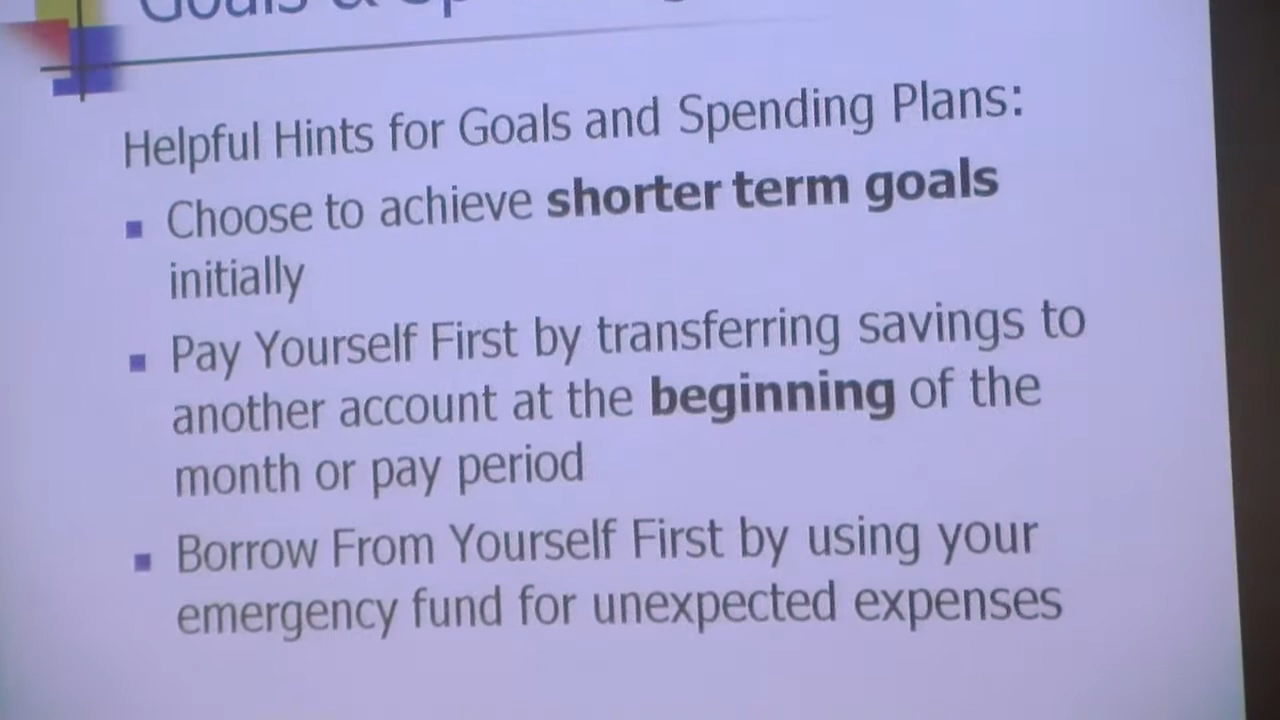 Goals &
Helpful Hints for Goals and Spending Plans:
Choose to achieve shorter term goals
initially
Pay Yourself First by transferring savings to
another account at the beginning of the
month or pay period
Borrow From Yourself First by using your
emergency fund for unexpected expenses